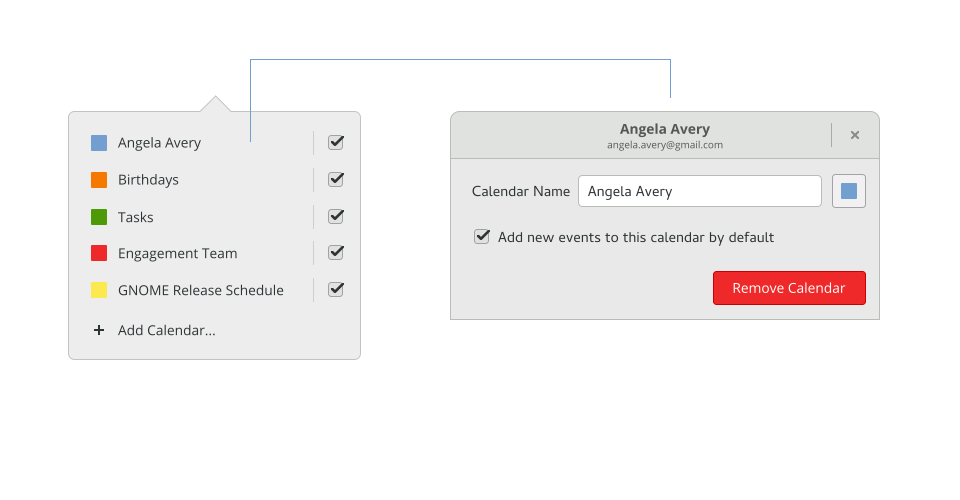 Angela Avery
Birthdays
Tasks
Engagement Team
GNOME Release Schedule
Add Calendar...
Angela Avery
angela.avery@gmail.com
Calendar Name Angela Avery
Add new events to this calendar by default
Remove Calendar